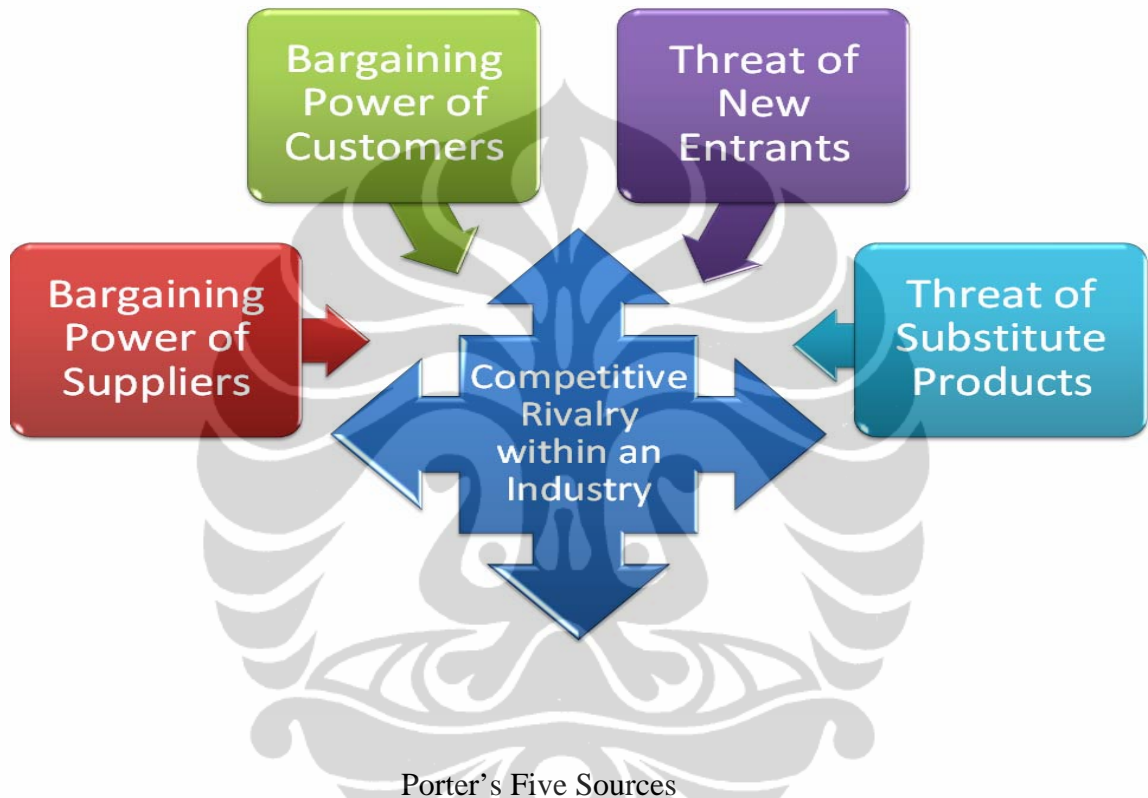 Bargaining
Power of
Customers
Threat of
New
Entrants
Bargaining
Power of
Suppliers
Threat of
Substitute
Products
Competitive
Rivalry
within an
Industry
Porter's Five Sources